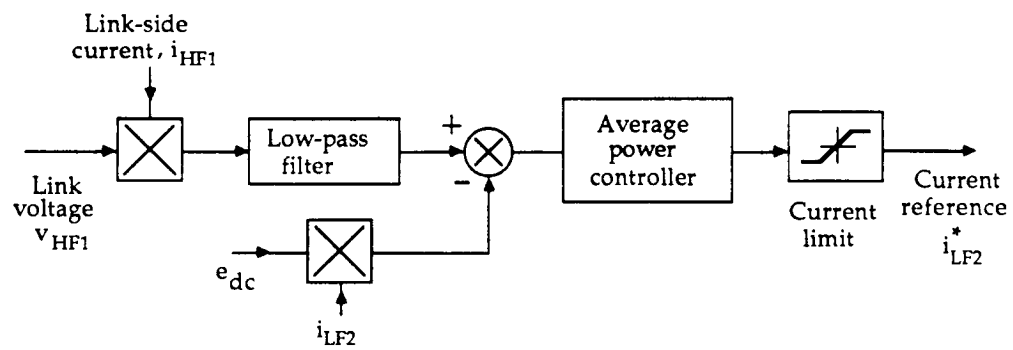 Link-side
current, i_HF1
Link
voltage
v_HF1
Low-pass
filter
+
-
e_dc
i_LF2
Average
power
controller
Current
limit
Current
reference
i*_LF2